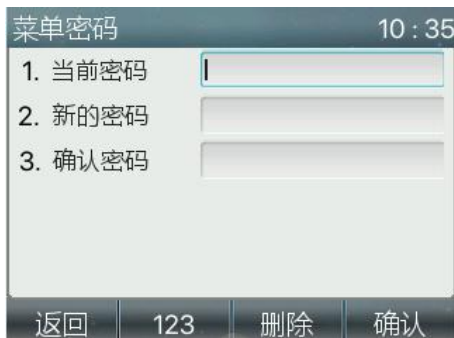 菜单密码 10 : 35
1. 当前密码
2. 新的密码
3. 确认密码
返回 123 删除 确认